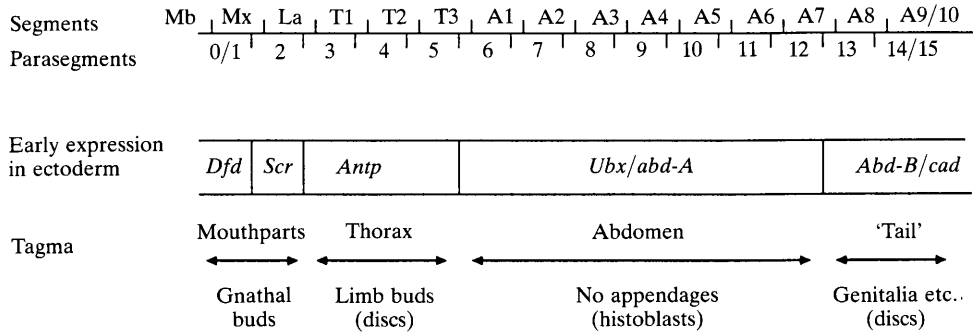 Segments Mb Mx La T1 T2 T3 A1 A2 A3 A4 A5 A6 A7 A8 A9/10
Parasegments 0/1 2 3 4 5 6 7 8 9 10 11 12 13 14/15
Early expression
in ectoderm
Dfd Scr Antp Ubx/abd-A Abd-B/cad
Tagma
Mouthparts Thorax Abdomen 'Tail'
Gnathal Limb buds No appendages Genitalia etc..
buds (discs) (histoblasts) (discs)